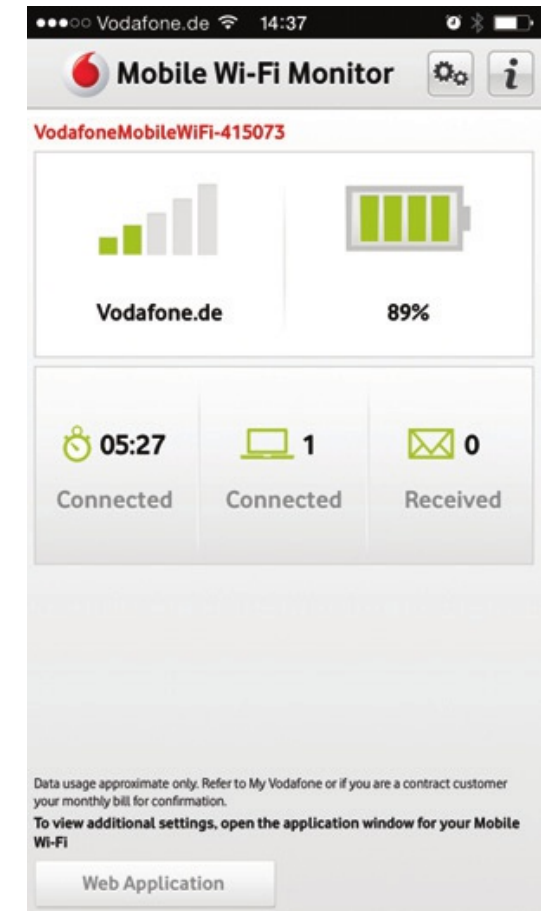 Vodafone.de 14:37
Mobile Wi-Fi Monitor i
VodafoneMobileWiFi-415073
Vodafone.de 89%
05:27 1 0
Connected Connected Received
Data usage approximate only. Refer to My Vodafone or if you are a contract customer
your monthly bill for confirmation.
To view additional settings, open the application window for your Mobile
Wi-Fi
Web Application